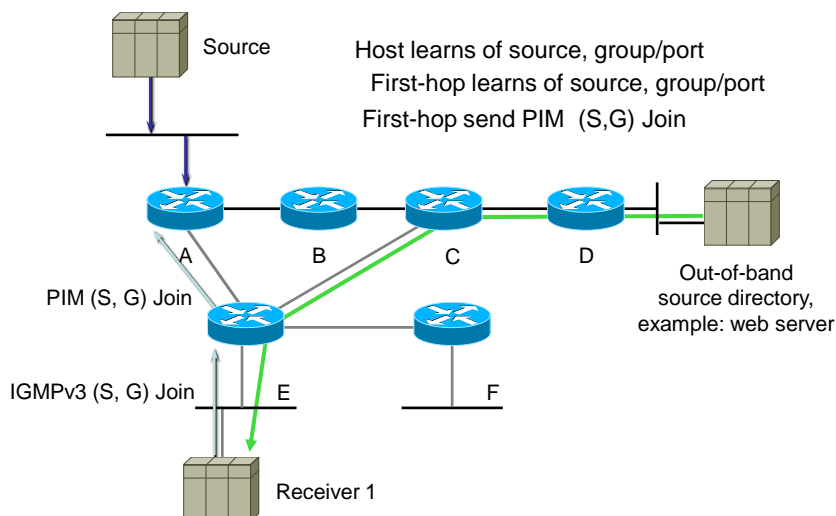 Source
Host learns of source, group/port
First-hop learns of source, group/port
First-hop send PIM (S,G) Join
A
B
C
D
PIM (S, G) Join
Out-of-band
source directory,
example: web server
IGMPv3 (S, G) Join
E
F
Receiver 1